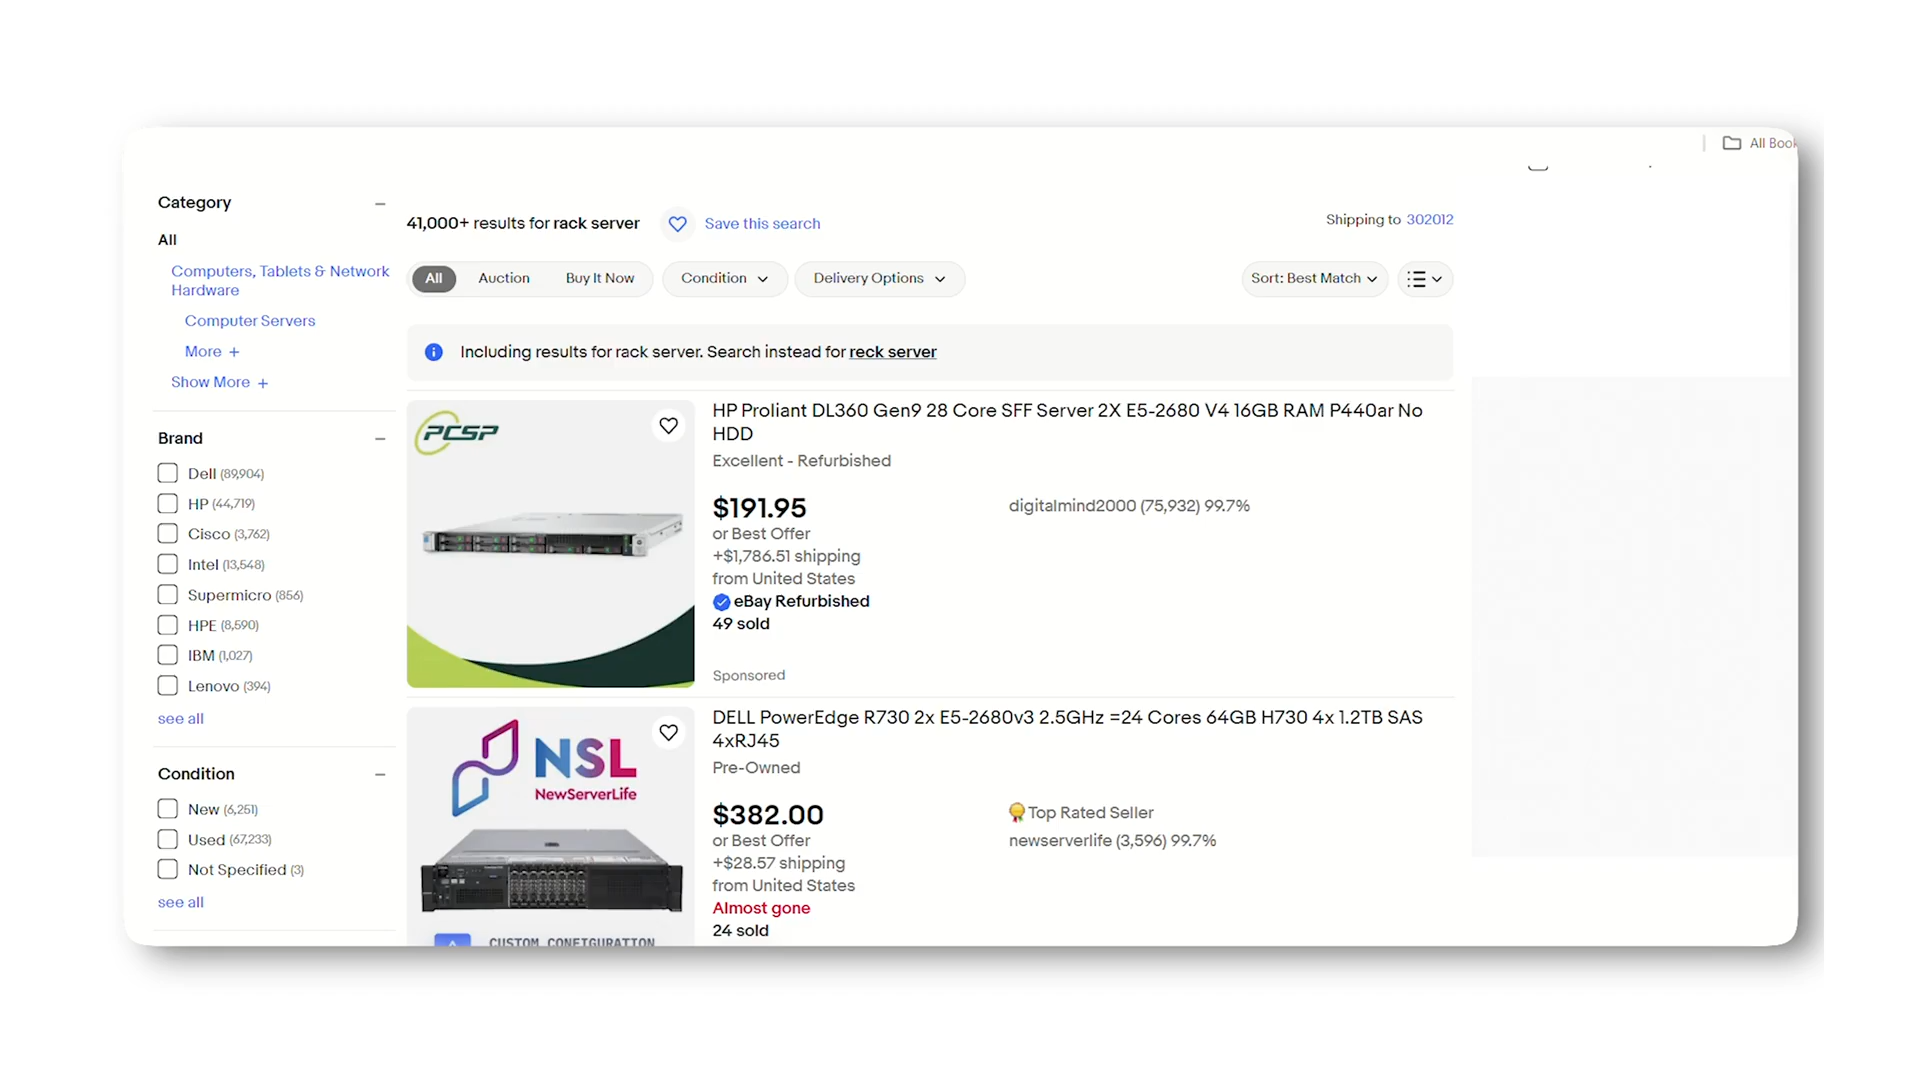 All Book
Category
All
Computers, Tablets & Network
Hardware
Computer Servers
More +
Show More +
Brand
Dell (89,904)
HP (44,719)
Cisco (3,762)
Intel (13,548)
Supermicro (856)
HPE (8,590)
IBM (1,027)
Lenovo (394)
see all
Condition
New (6,251)
Used (67,233)
Not Specified (3)
see all
41,000+ results for rack server
Save this search
Shipping to 302012
All
Auction
Buy It Now
Condition
Delivery Options
Sort: Best Match
Including results for rack server. Search instead for reck server
PCSP
HP Proliant DL360 Gen9 28 Core SFF Server 2X E5-2680 V4 16GB RAM P440ar No
HDD
Excellent - Refurbished
$191.95
or Best Offer
+$1,786.51 shipping
from United States
eBay Refurbished
49 sold
Sponsored
digitalmind2000 (75,932) 99.7%
NSL
NewServerLife
CUSTOM CONFIGURATION
DELL PowerEdge R730 2x E5-2680v3 2.5GHz =24 Cores 64GB H730 4x 1.2TB SAS
4xRJ45
Pre-Owned
$382.00
or Best Offer
+$28.57 shipping
from United States
Almost gone
24 sold
Top Rated Seller
newserverlife (3,596) 99.7%